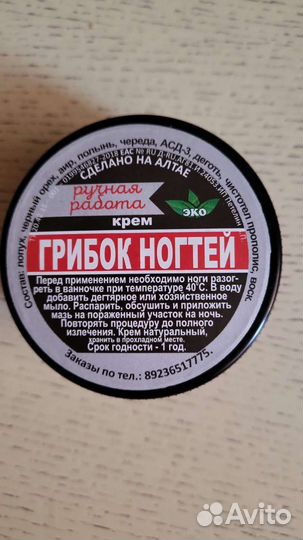 Состав: лопух, черный орех, аир, полынь, череда, АСД-3, деготь, чистотел прополис, воск
СДЕЛАНО НА АЛТАЕ
ручная
работа
ЭКО
крем
ГРИБОК НОГТЕЙ
Перед применением необходимо ноги разог-
реть в ванночке при температуре 40°С. В воду
добавить дегтярное или хозяйственное
мыло. Распарить, обсушить и приложить
мазь на пораженный участок на ночь.
Повторять процедуру до полного
излечения. Крем натуральный,
хранить в прохладном месте.
Срок годности - 1 год.
Заказы по тел.: 89236517775.
Avito